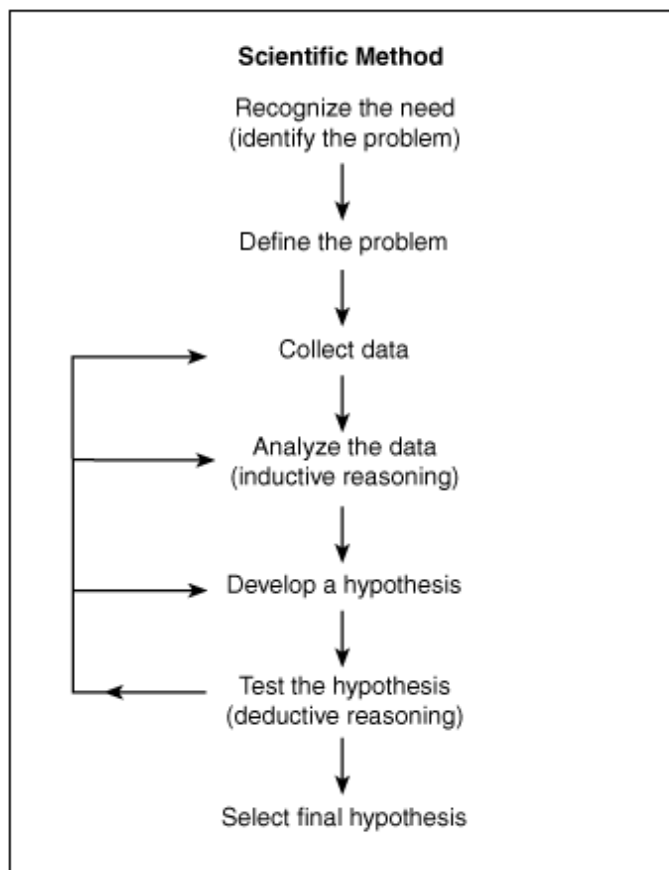 Scientific Method
Recognize the need
(identify the problem)
Define the problem
Collect data
Analyze the data
(inductive reasoning)
Develop a hypothesis
Test the hypothesis
(deductive reasoning)
Select final hypothesis